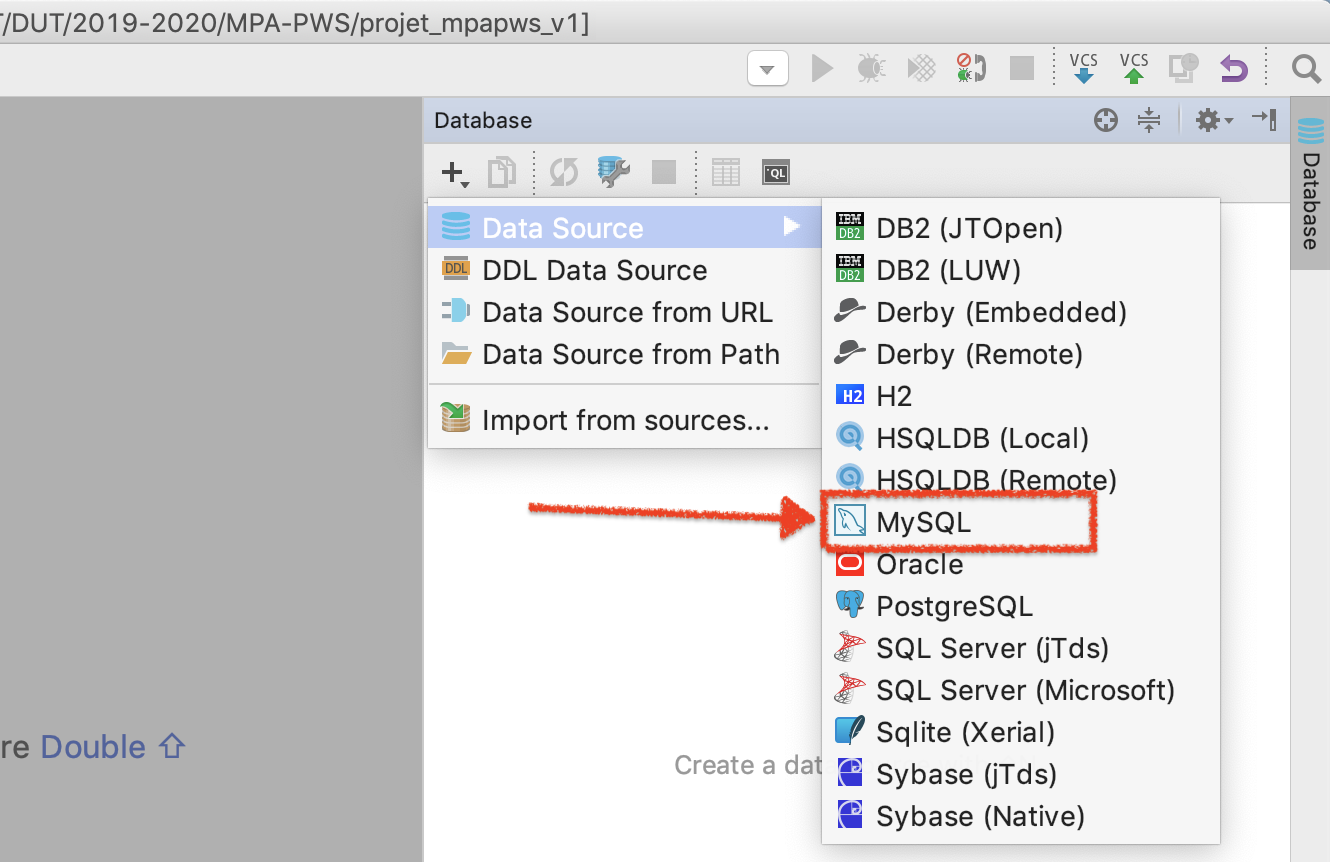 /DUT/2019-2020/MPA-PWS/projet_mpapws_v1]
VCS VCS
Database
QL
Database
Data Source
DDL DDL Data Source
Data Source from URL
Data Source from Path
Import from sources...
IBM DB2 DB2 (JTOpen)
IBM DB2 DB2 (LUW)
Derby (Embedded)
Derby (Remote)
H2 H2
HSQLDB (Local)
HSQLDB (Remote)
MySQL
Oracle
PostgreSQL
SQL Server (jTds)
SQL Server (Microsoft)
Sqlite (Xerial)
Sybase (jTds)
Sybase (Native)
re Double ⇧
Create a dat